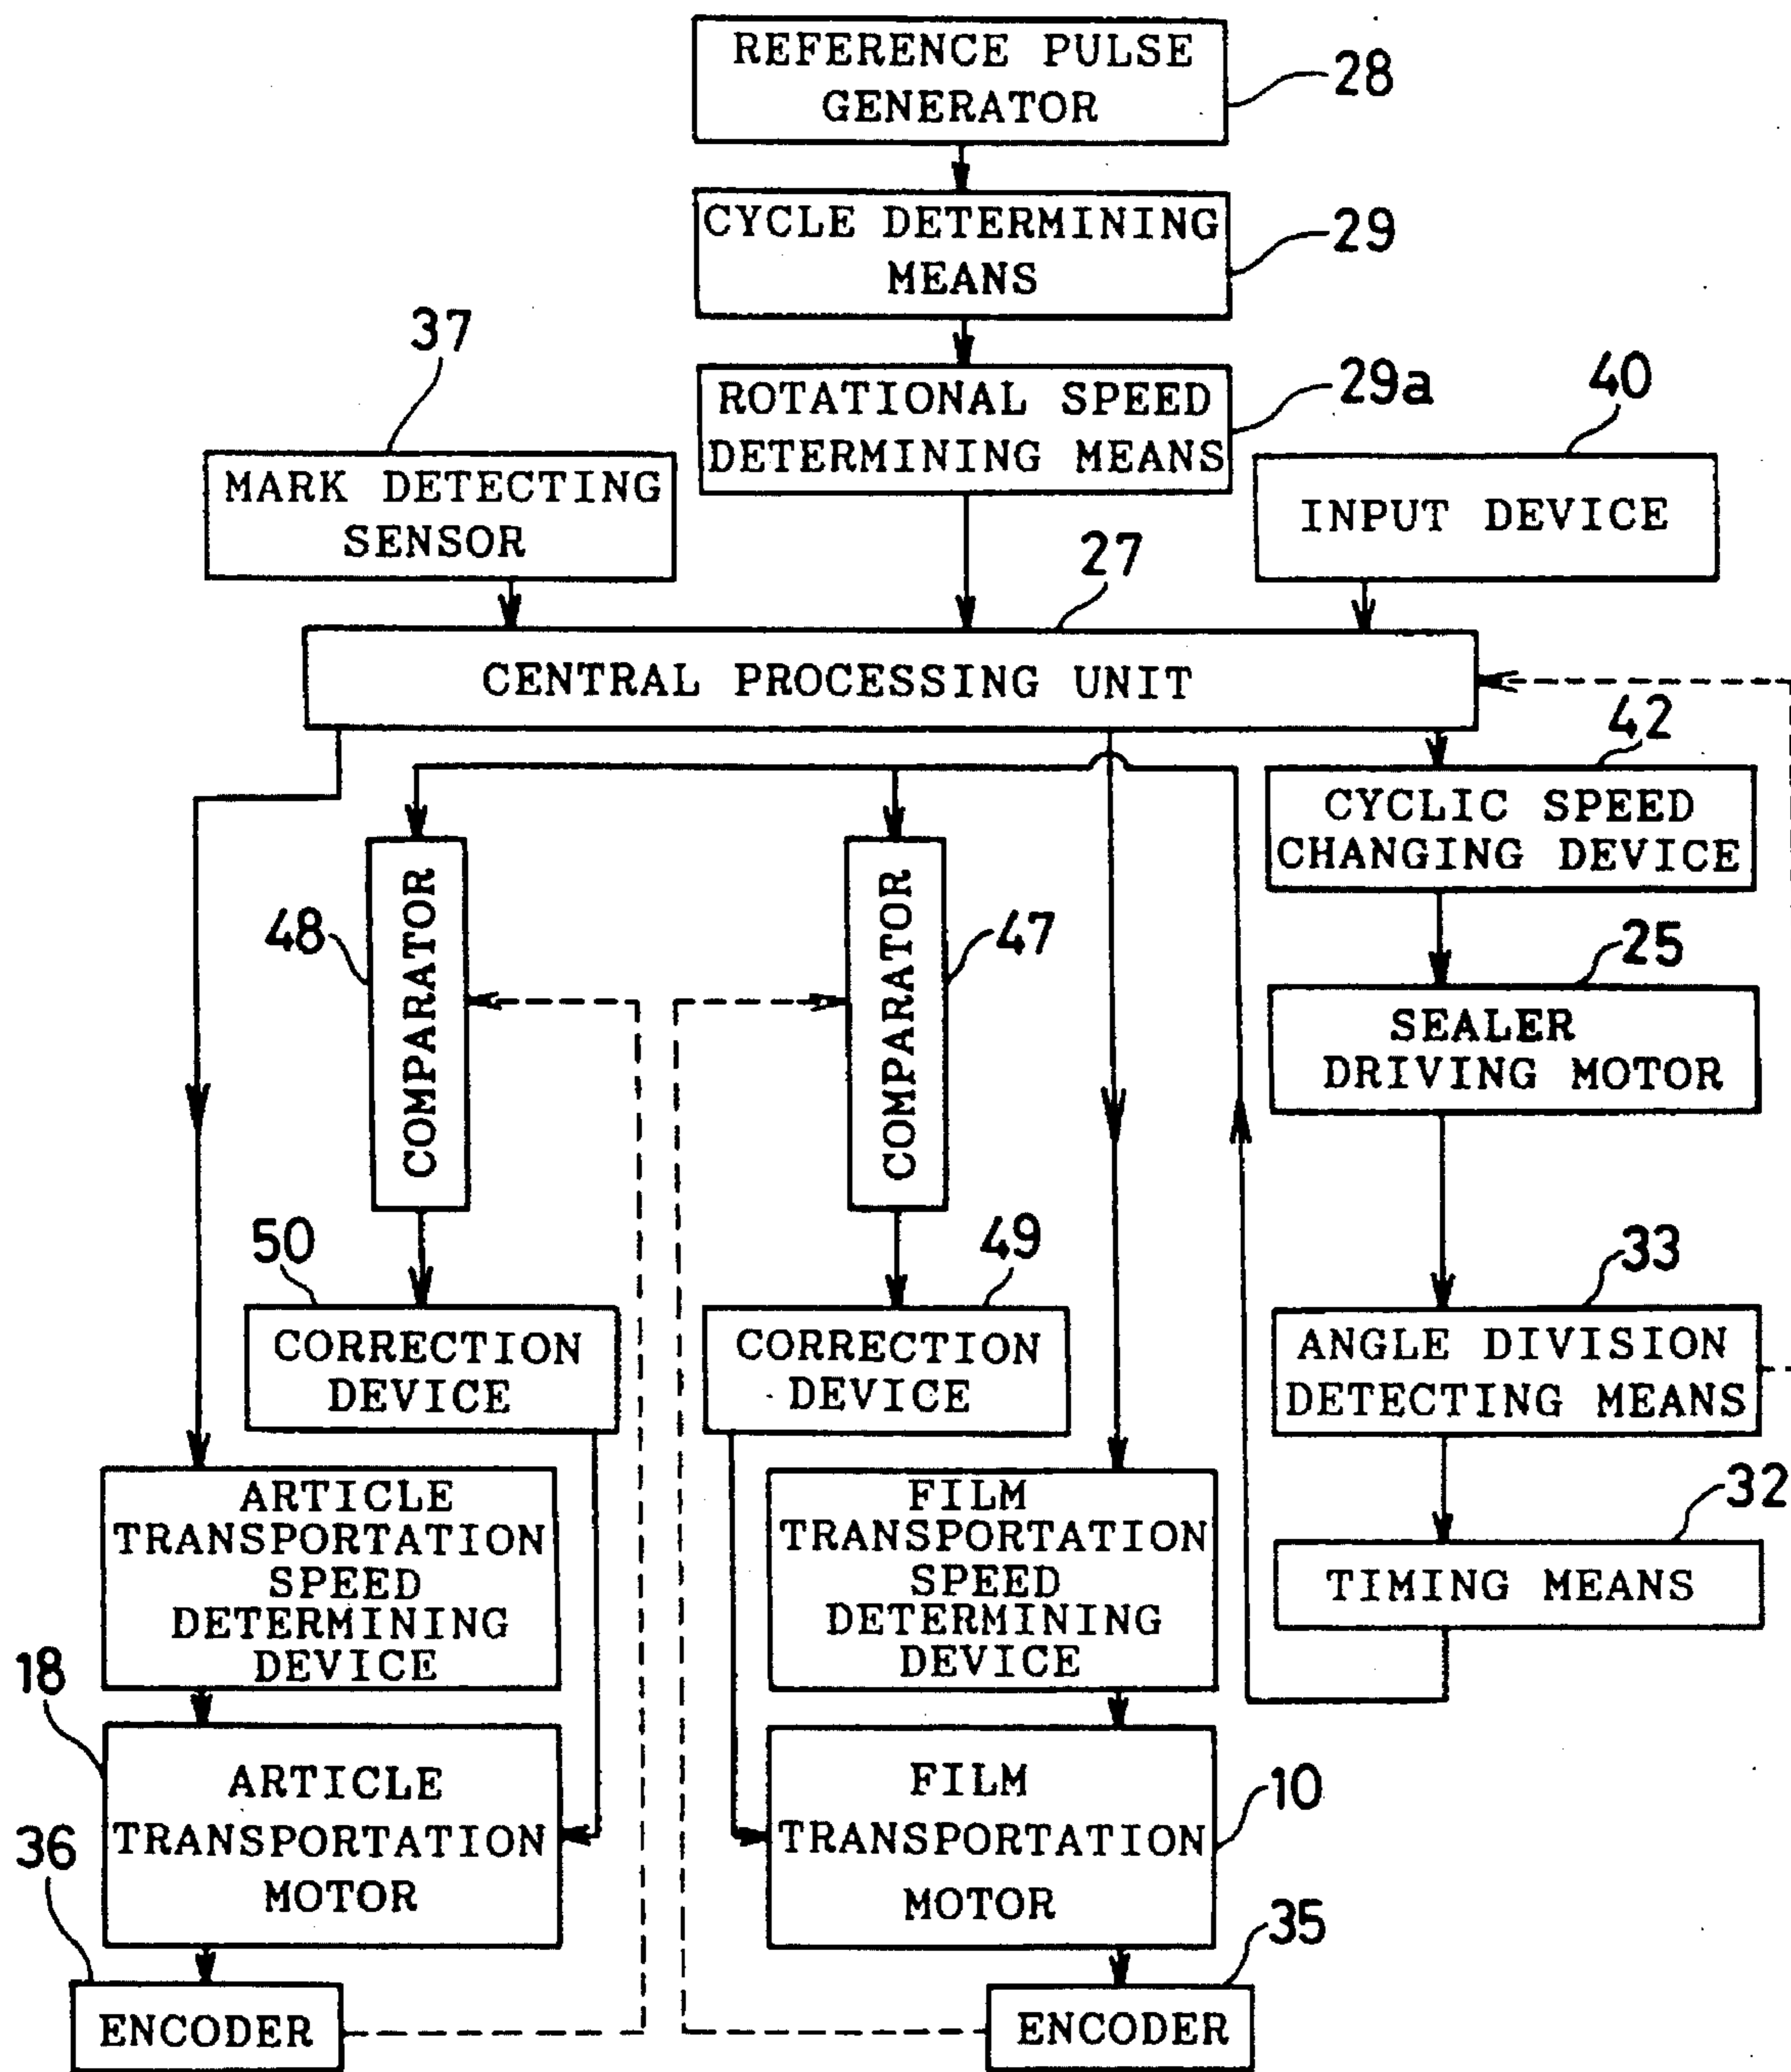 REFERENCE PULSE
GENERATOR
28
CYCLE DETERMINING
MEANS
29
37
ROTATIONAL SPEED
DETERMINING MEANS
29a
40
MARK DETECTING
SENSOR
INPUT DEVICE
27
CENTRAL PROCESSING UNIT
42
CYCLIC SPEED
CHANGING DEVICE
48
COMPARATOR
COMPARATOR
47
25
SEALER
DRIVING MOTOR
50
CORRECTION
DEVICE
49
CORRECTION
DEVICE
33
ANGLE DIVISION
DETECTING MEANS
ARTICLE
TRANSPORTATION
SPEED
DETERMINING
DEVICE
FILM
TRANSPORTATION
SPEED
DETERMINING
DEVICE
32
TIMING MEANS
18
ARTICLE
TRANSPORTATION
MOTOR
FILM
TRANSPORTATION
MOTOR
10
36
ENCODER
35
ENCODER